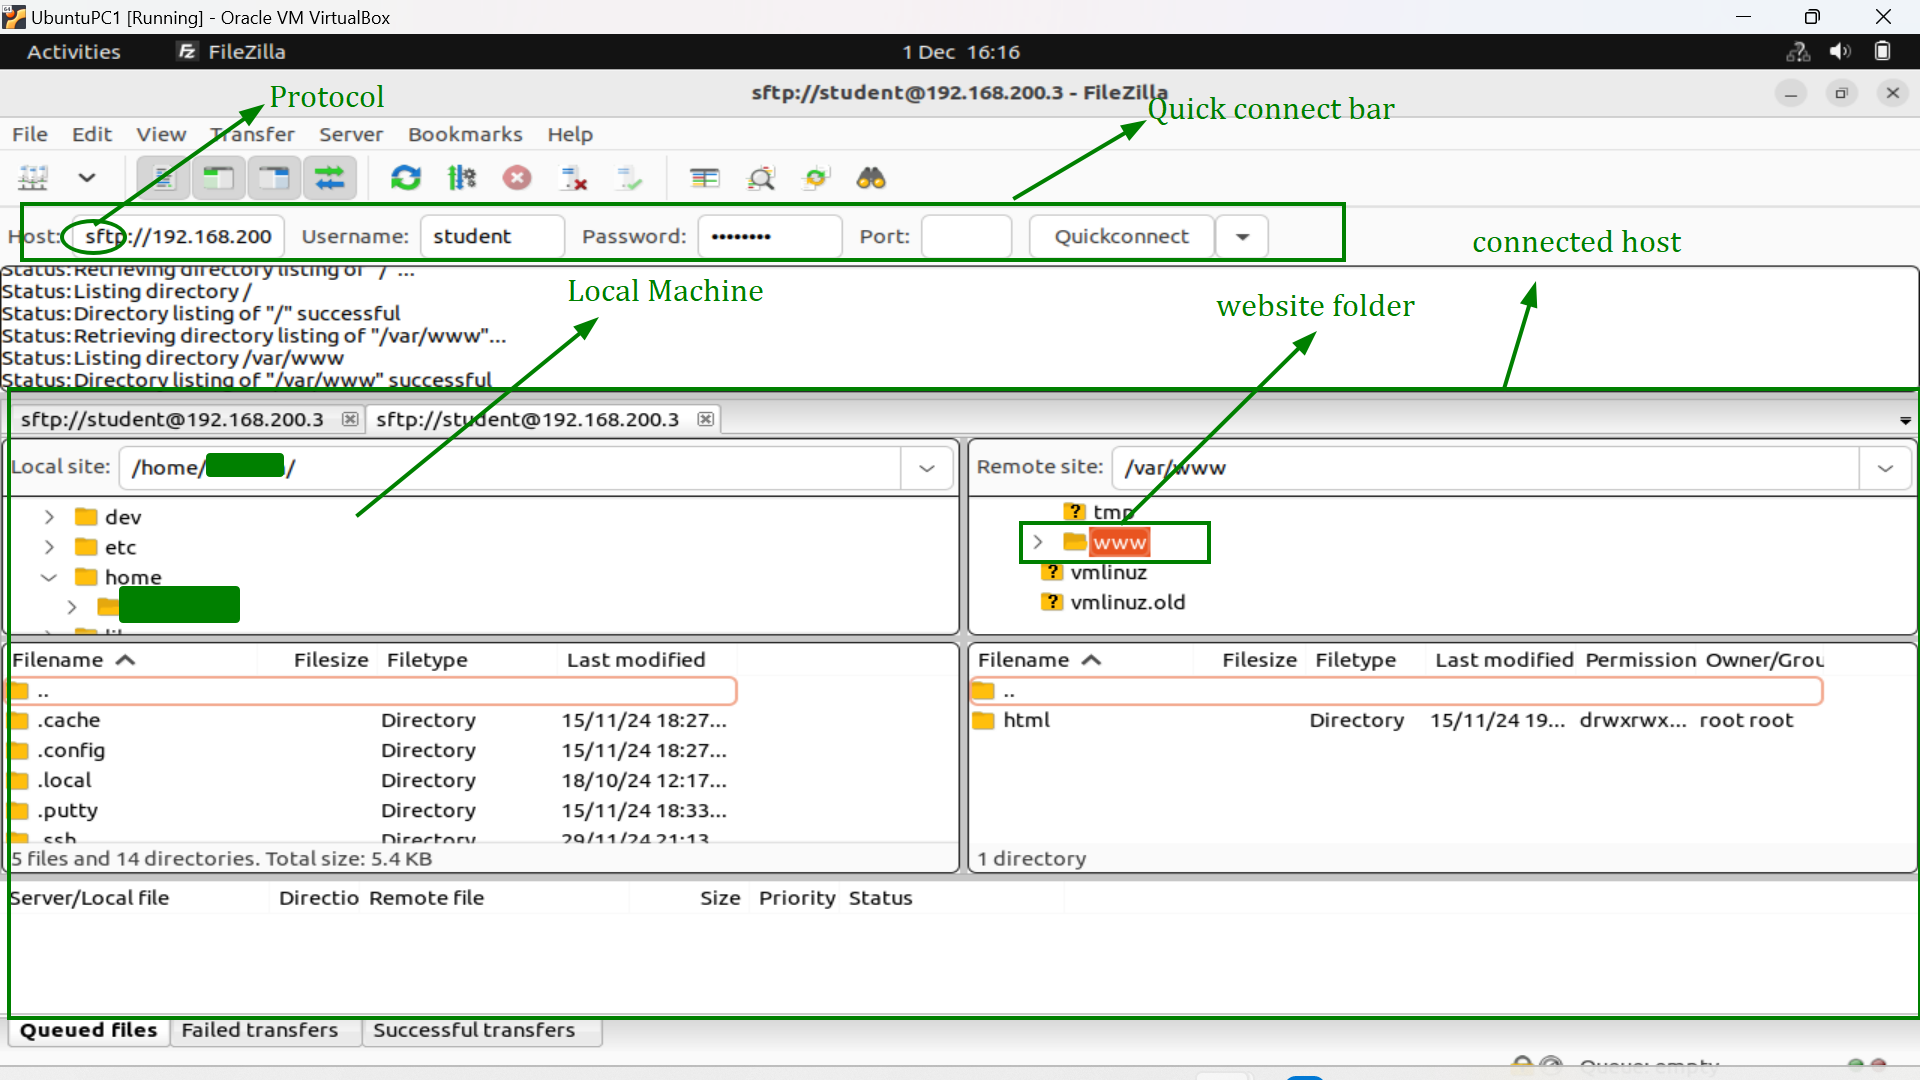 UbuntuPC1 [Running] - Oracle VM VirtualBox
Activities FileZilla 1 Dec 16:16
sftp://student@192.168.200.3 - FileZilla
Protocol
Quick connect bar
File Edit View Transfer Server Bookmarks Help
Host: sftp://192.168.200 Username: student Password: •••••••• Port: Quickconnect
connected host
Status: Retrieving directory listing of "/"...
Status: Listing directory /
Status: Directory listing of "/" successful
Status: Retrieving directory listing of "/var/www"...
Status: Listing directory /var/www
Status: Directory listing of "/var/www" successful
Local Machine
website folder
sftp://student@192.168.200.3 sftp://student@192.168.200.3
Local site: /home/ /
dev
etc
home
Remote site: /var/www
? tmp
www
? vmlinuz
? vmlinuz.old
Filename Filesize Filetype Last modified
..
.cache Directory 15/11/24 18:27...
.config Directory 15/11/24 18:27...
.local Directory 18/10/24 12:17...
.putty Directory 15/11/24 18:33...
.ssh Directory 29/11/24 21:13
5 files and 14 directories. Total size: 5.4 KB
Filename Filesize Filetype Last modified Permission Owner/Grou
..
html Directory 15/11/24 19... drwxrwx... root root
1 directory
Server/Local file Directio Remote file Size Priority Status
Queued files Failed transfers Successful transfers
Queue: empty